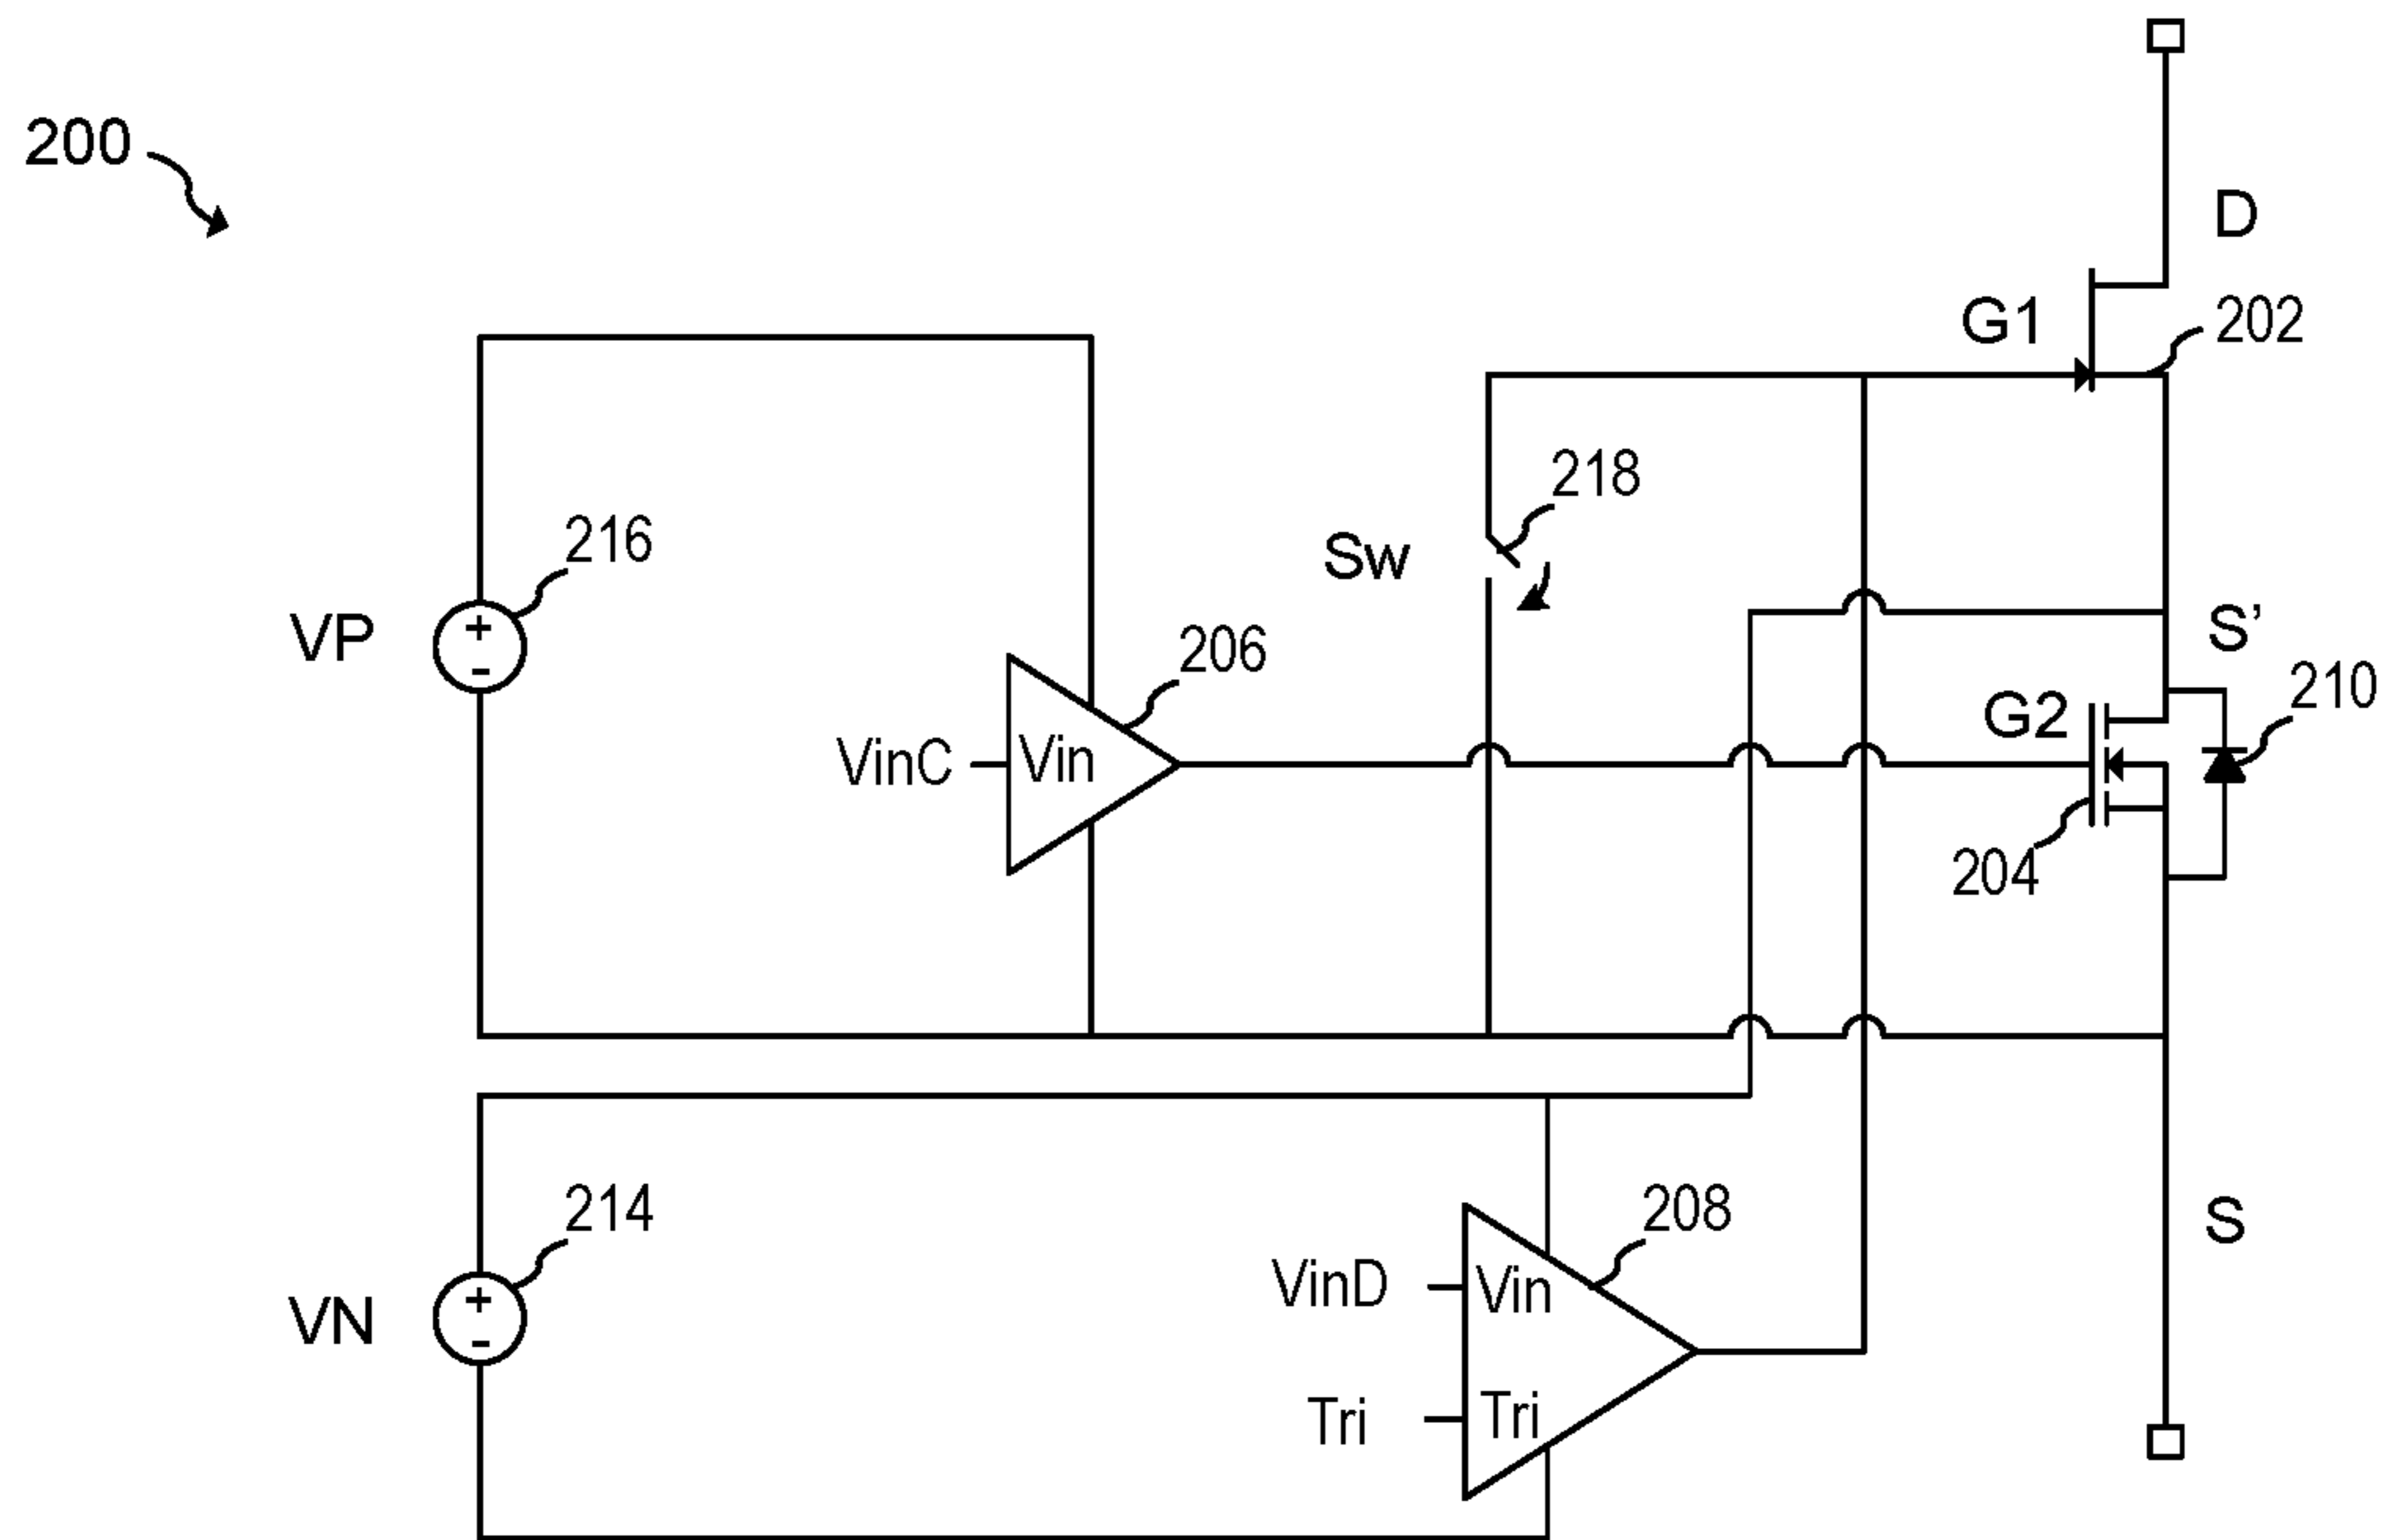 200
D
G1
202
218
216
Sw
VP
+
-
206
S’
210
G2
VinC
Vin
204
214
208
S
VinD
Vin
VN
+
-
Tri
Tri